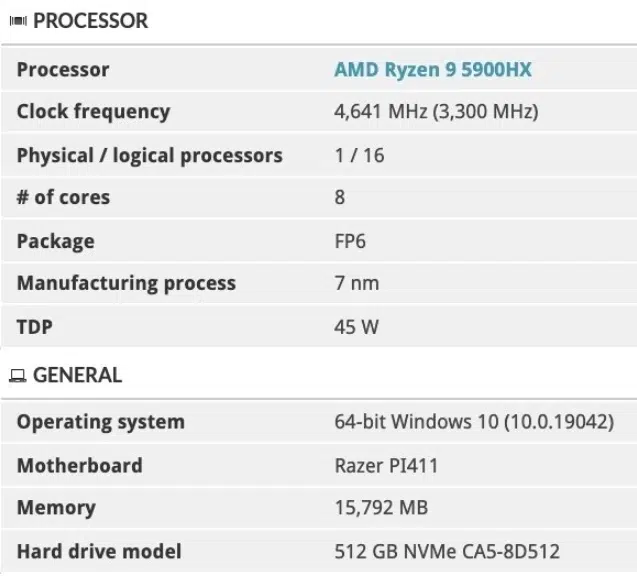 PROCESSOR
Processor AMD Ryzen 9 5900HX
Clock frequency 4,641 MHz (3,300 MHz)
Physical / logical processors 1 / 16
# of cores 8
Package FP6
Manufacturing process 7 nm
TDP 45 W
GENERAL
Operating system 64-bit Windows 10 (10.0.19042)
Motherboard Razer PI411
Memory 15,792 MB
Hard drive model 512 GB NVMe CA5-8D512